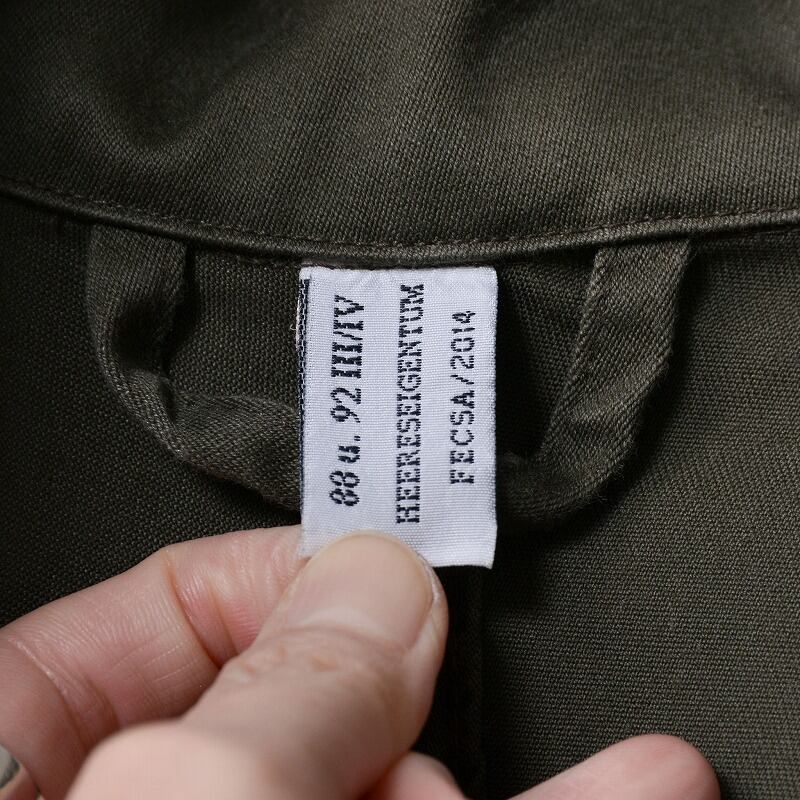 88 u. 92 III/IV
HEERESEIGENTUM
FECSA/2014